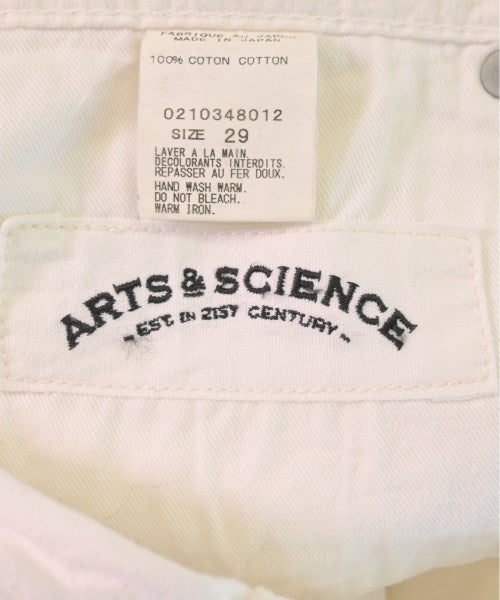 FABRIQUE AU JAPON
MADE IN JAPAN
100% COTON COTTON
0210348012
SIZE 29
LAVER A LA MAIN.
DECOLORANTS INTERDITS.
REPASSER AU FER DOUX.
HAND WASH WARM.
DO NOT BLEACH.
WARM IRON.
ARTS & SCIENCE
~EST. IN 21ST CENTURY~